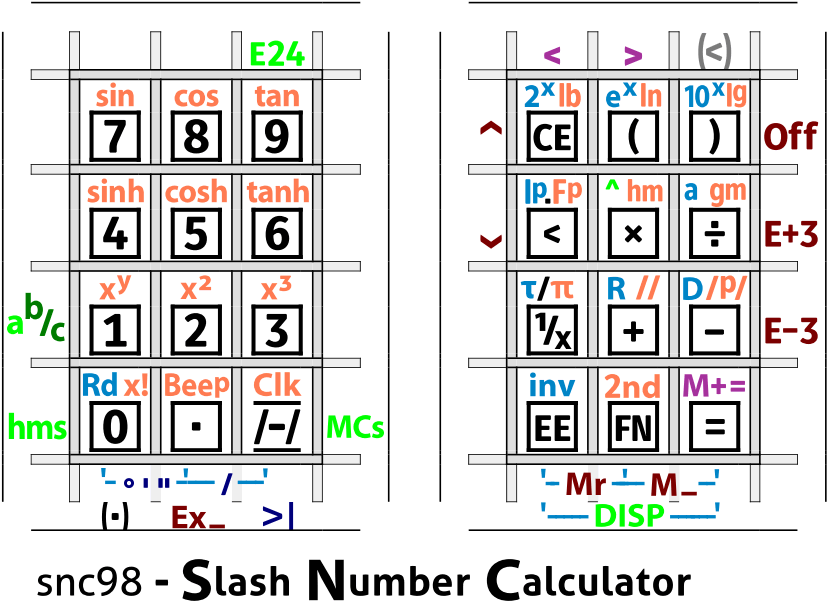 E24 < > (<)
sin cos tan 2ˣ lb eˣ ln 10ˣ lg
7 8 9 ^ CE ( ) Off
sinh cosh tanh Ip.Fp ^ hm a gm
4 5 6 ⌄ < × ÷ E+3
xʸ x² x³ τ/π R // D/p/
a b/c 1 2 3 1/x + − E−3
Rd x! Beep Clk inv 2nd M+=
hms 0 · /-/ MCs EE FN =
'- ° ' " '— / —' '- Mr -'— M_ -'
(·) Ex_ >| '— DISP —'
snc98 - Slash Number Calculator